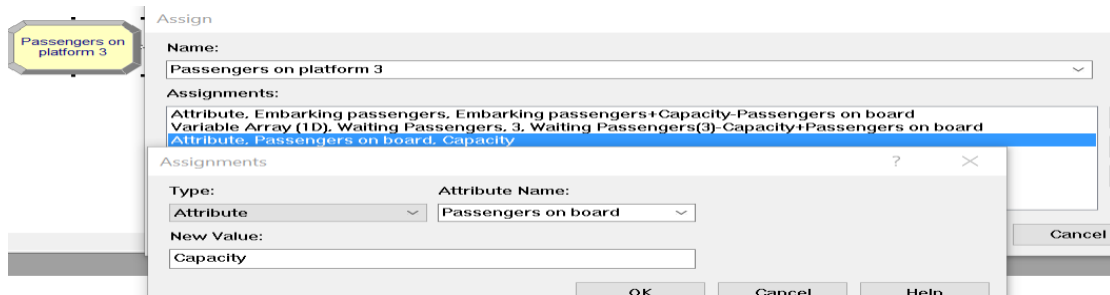 Assign
Passengers on
platform 3
Name:
Passengers on platform 3
Assignments:
Attribute, Embarking passengers, Embarking passengers+Capacity-Passengers on board
Variable Array (1D), Waiting Passengers, 3, Waiting Passengers(3)-Capacity+Passengers on board
Attribute, Passengers on board, Capacity
Assignments ? ×
Type: Attribute Name:
Attribute Passengers on board
New Value:
Cancel
Capacity
OK Cancel Help